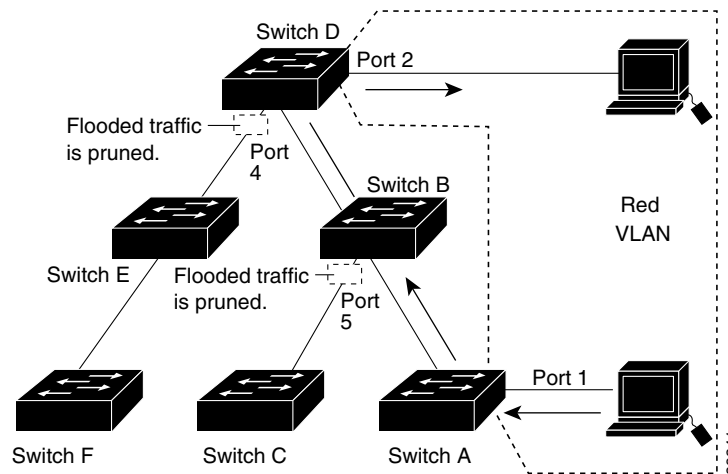 Switch D
Port 2
Flooded traffic
is pruned.
Port
4
Switch B
Red
VLAN
Switch E
Flooded traffic
is pruned.
Port
5
Port 1
Switch F
Switch C
Switch A